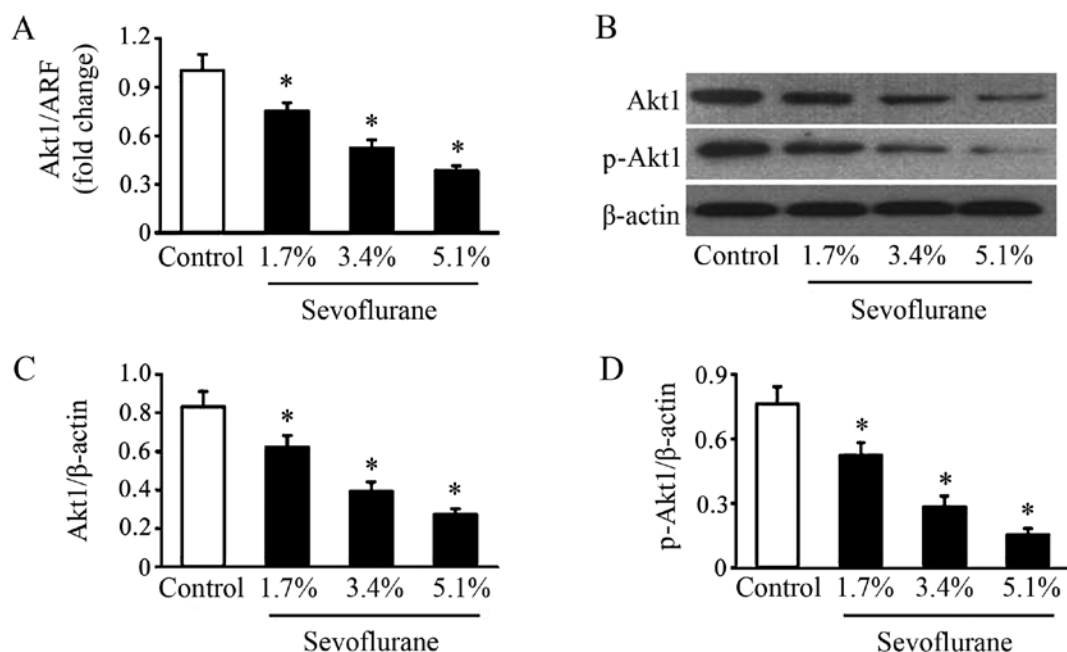 A
Akt1/ARF
(fold change)
1.2
0.9
0.6
0.3
0
*
*
*
Control 1.7% 3.4% 5.1%
Sevoflurane
B
Akt1
p-Akt1
β-actin
Control 1.7% 3.4% 5.1%
Sevoflurane
C
Akt1/β-actin
1.0
0.8
0.6
0.4
0.2
0
*
*
*
Control 1.7% 3.4% 5.1%
Sevoflurane
D
p-Akt1/β-actin
0.9
0.6
0.3
0
*
*
*
Control 1.7% 3.4% 5.1%
Sevoflurane